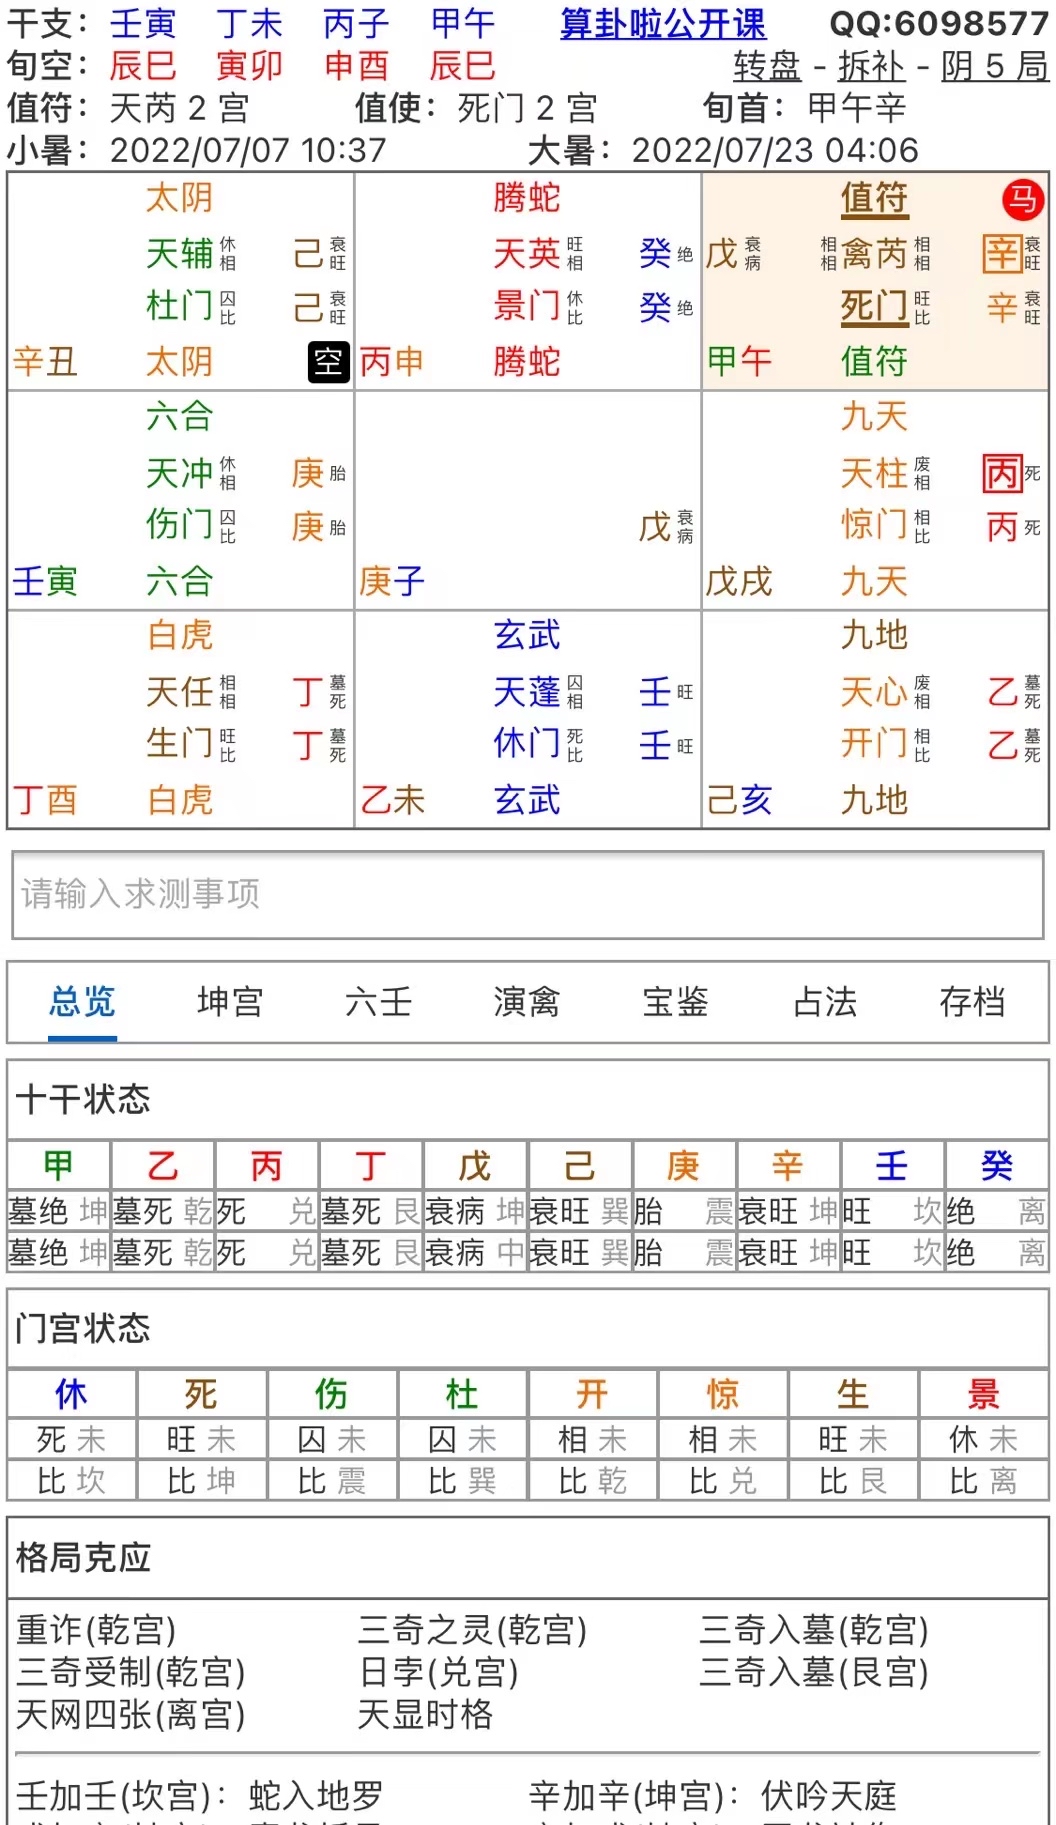 干支： 壬寅 丁未 丙子 甲午 算卦啦公开课 QQ:6098577
旬空： 辰巳 寅卯 申酉 辰巳 转盘 - 拆补 - 阴 5 局
值符： 天芮 2 宫 值使： 死门 2 宫 旬首： 甲午辛
小暑： 2022/07/07 10:37 大暑： 2022/07/23 04:06
太阴
天辅 休相 己 衰旺
杜门 囚比 己 衰旺
辛丑 太阴 空
腾蛇
天英 旺相 癸 绝
景门 休比 癸 绝
丙申 腾蛇
值符 马
戊 衰病 相相 禽芮 相相 辛 衰旺
死门 旺比 辛 衰旺
甲午 值符
六合
天冲 休相 庚 胎
伤门 囚比 庚 胎
壬寅 六合
戊 衰病
庚子
九天
天柱 废相 丙 死
惊门 相比 丙 死
戊戌 九天
白虎
天任 相相 丁 墓死
生门 旺比 丁 墓死
丁酉 白虎
玄武
天蓬 囚相 壬 旺
休门 死比 壬 旺
乙未 玄武
九地
天心 废相 乙 墓死
开门 相比 乙 墓死
己亥 九地
请输入求测事项
总览 坤宫 六壬 演禽 宝鉴 占法 存档
十干状态
甲 乙 丙 丁 戊 己 庚 辛 壬 癸
墓绝 坤 墓死 乾 死 兑 墓死 艮 衰病 坤 衰旺 巽 胎 震 衰旺 坤 旺 坎 绝 离
墓绝 坤 墓死 乾 死 兑 墓死 艮 衰病 中 衰旺 巽 胎 震 衰旺 坤 旺 坎 绝 离
门宫状态
休 死 伤 杜 开 惊 生 景
死 未 旺 未 囚 未 囚 未 相 未 相 未 旺 未 休 未
比 坎 比 坤 比 震 比 巽 比 乾 比 兑 比 艮 比 离
格局克应
重诈(乾宫) 三奇之灵(乾宫) 三奇入墓(乾宫)
三奇受制(乾宫) 日孛(兑宫) 三奇入墓(艮宫)
天网四张(离宫) 天显时格
壬加壬(坎宫)： 蛇入地罗 辛加辛(坤宫)： 伏吟天庭